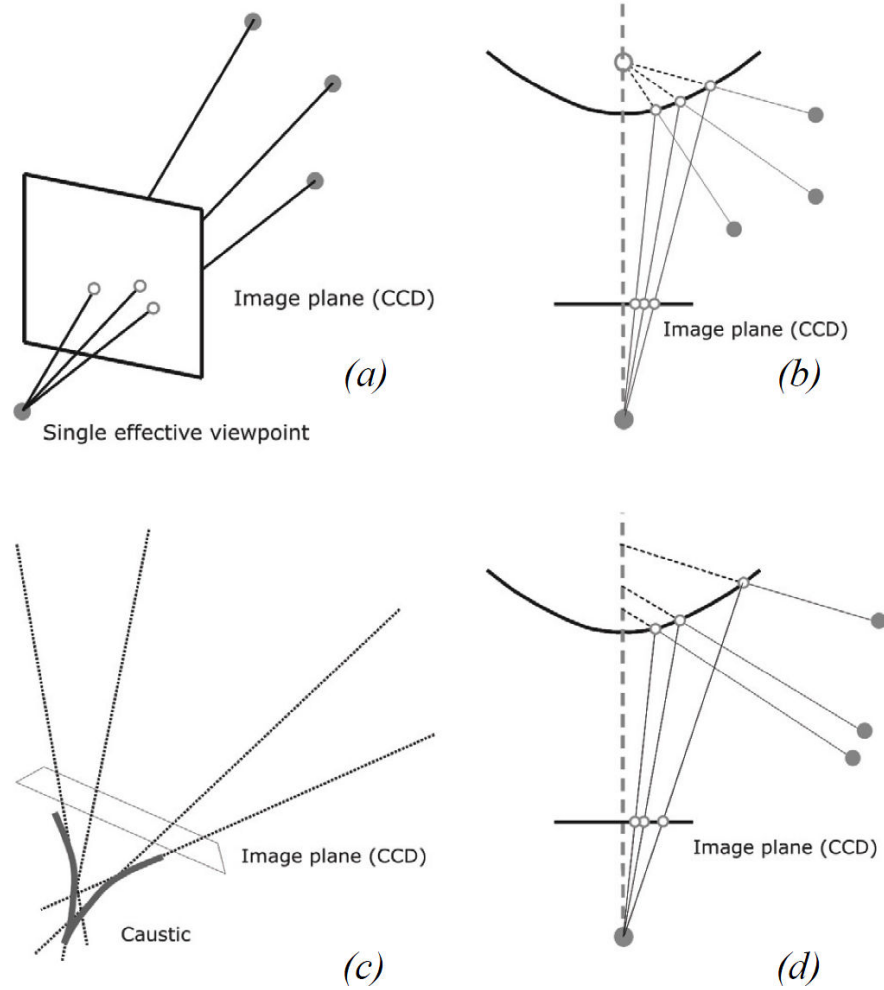 Image plane (CCD)
(a)
Single effective viewpoint
Image plane (CCD)
(b)
Image plane (CCD)
Caustic
(c)
Image plane (CCD)
(d)